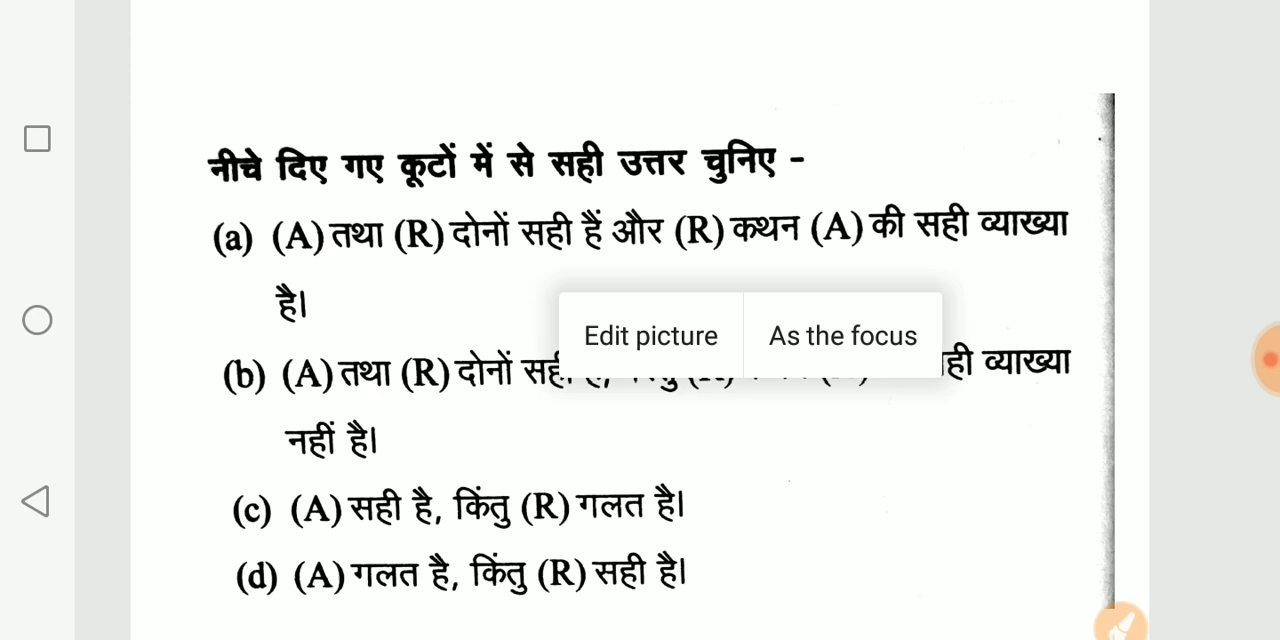 नीचे दिए गए कूटों में से सही उत्तर चुनिए -
(a) (A) तथा (R) दोनों सही हैं और (R) कथन (A) की सही व्याख्या
है।
Edit picture As the focus
(b) (A) तथा (R) दोनों व्याख्या
नहीं है।
(c) (A) सही है, किंतु (R) गलत है।
(d) (A) गलत है, किंतु (R) सही है।